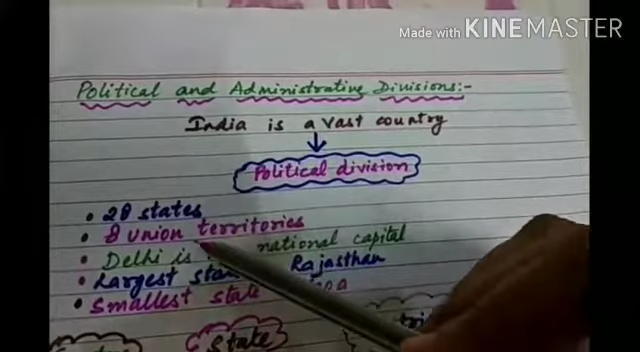 Made with KINEMASTER
Political and Administrative Divisions:-
India is a vast country
Political division
• 28 states
• 8 Union territories
• Delhi is national capital
• Largest Rajasthan
• Smallest state
State